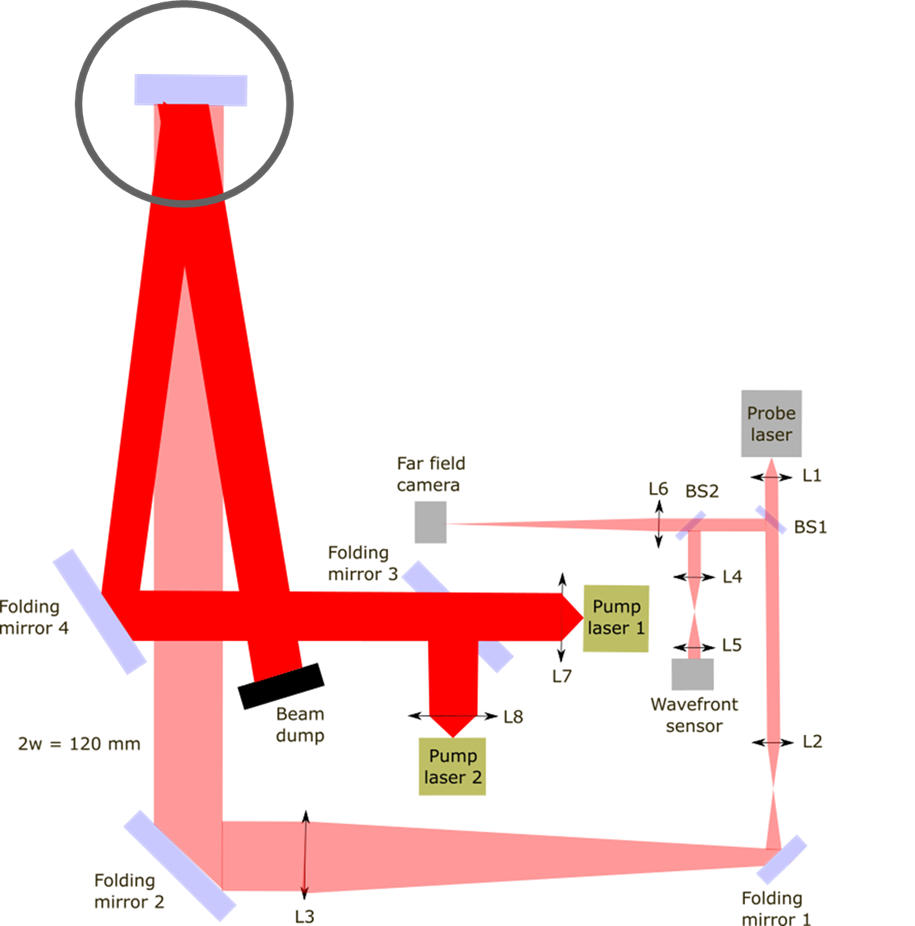 Probe
laser
L1
Far field
camera
L6
BS2
BS1
Folding
mirror 3
L4
Folding
mirror 4
Pump
laser 1
L5
L7
Wavefront
sensor
Beam
dump
L8
2w = 120 mm
L2
Pump
laser 2
Folding
mirror 2
L3
Folding
mirror 1